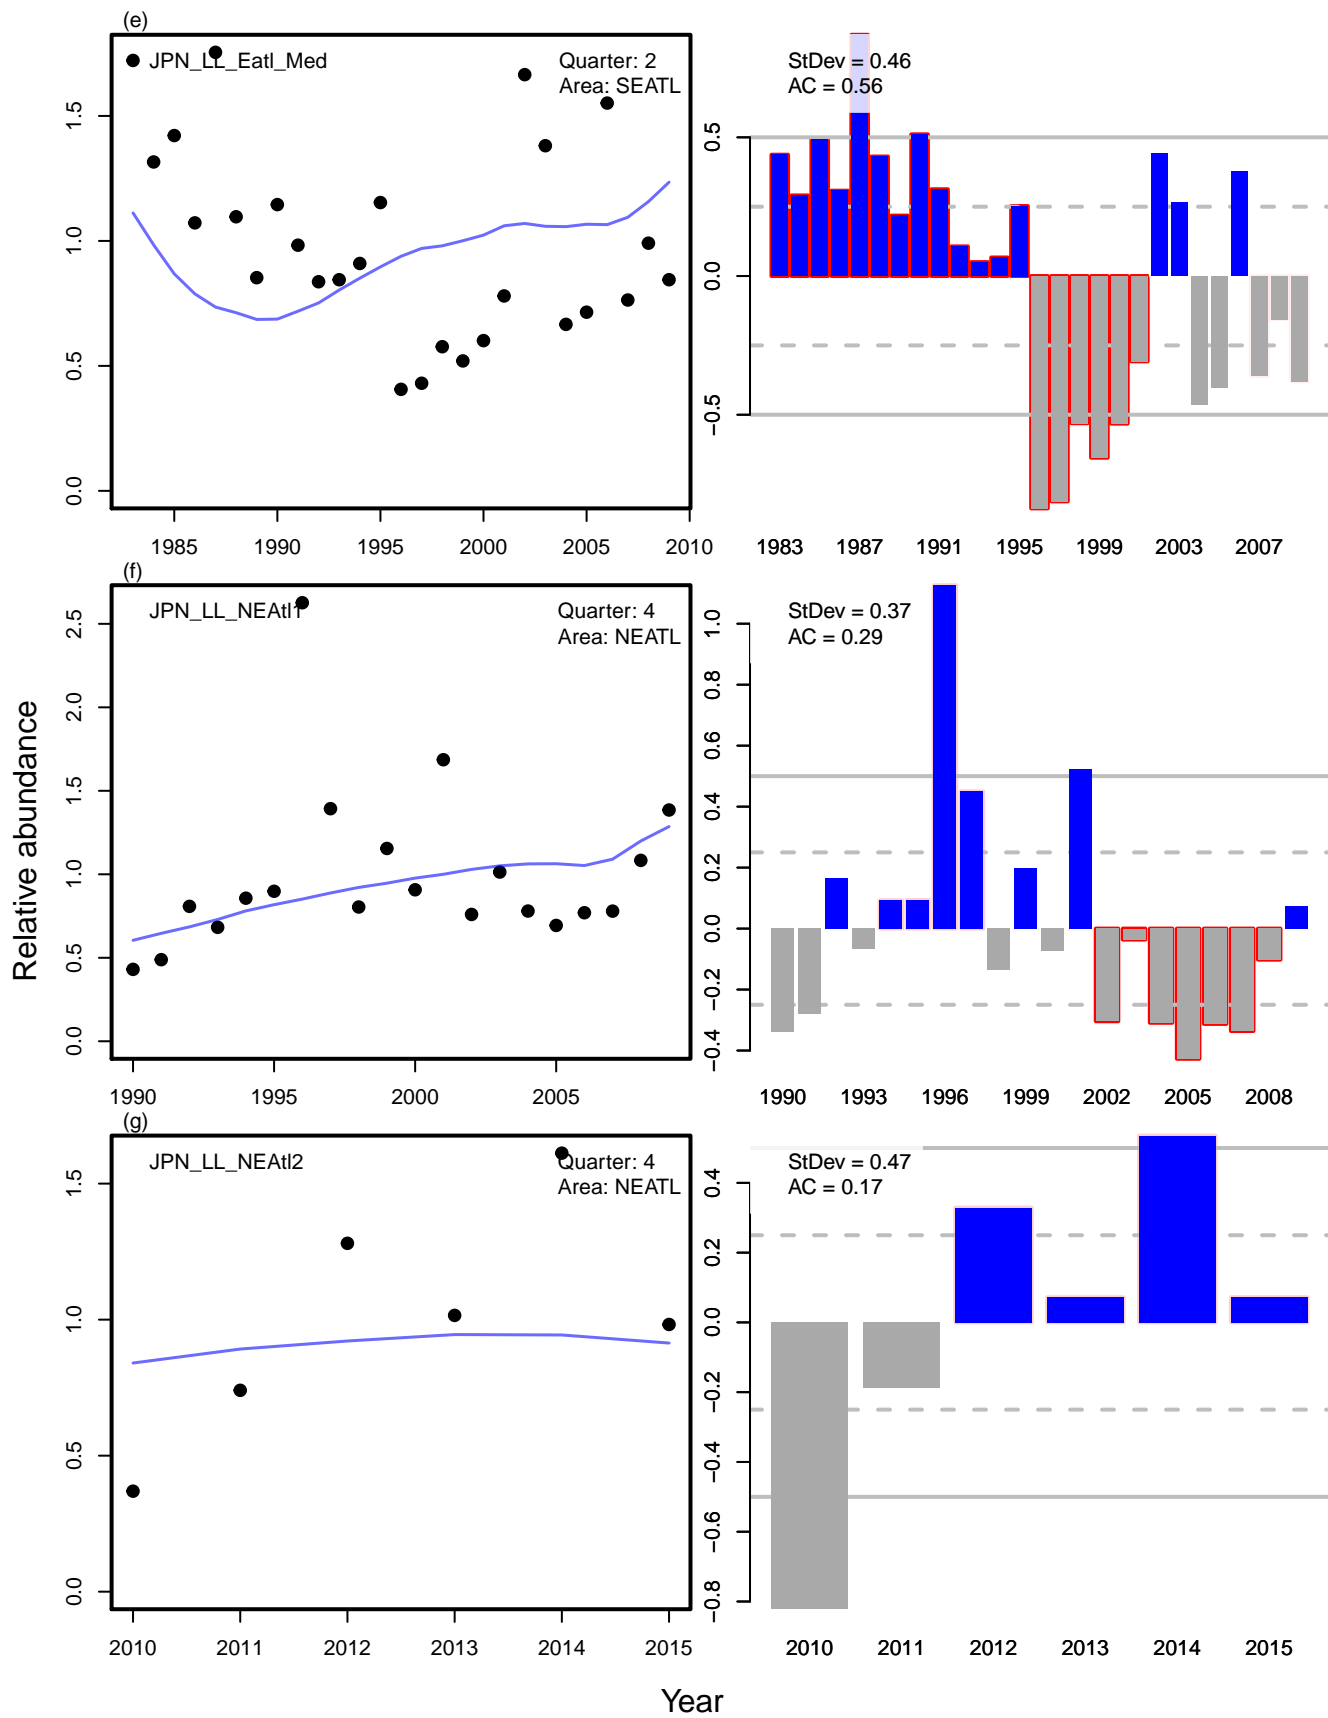 (e)
JPN_LL_Eatl_Med
Quarter: 2
Area: SEATL
StDev = 0.46
AC = 0.56
0.0 0.5 1.0 1.5
−0.5 0.0 0.5
1985 1990 1995 2000 2005 2010
1983 1987 1991 1995 1999 2003 2007
(f)
JPN_LL_NEAtl1
Quarter: 4
Area: NEATL
StDev = 0.37
AC = 0.29
0.0 0.5 1.0 1.5 2.0 2.5
−0.4 −0.2 0.0 0.2 0.4 0.6 0.8 1.0
1990 1995 2000 2005
1990 1993 1996 1999 2002 2005 2008
(g)
JPN_LL_NEAtl2
Quarter: 4
Area: NEATL
StDev = 0.47
AC = 0.17
0.0 0.5 1.0 1.5
−0.8 −0.6 −0.4 −0.2 0.0 0.2 0.4
2010 2011 2012 2013 2014 2015
2010 2011 2012 2013 2014 2015
Relative abundance
Year